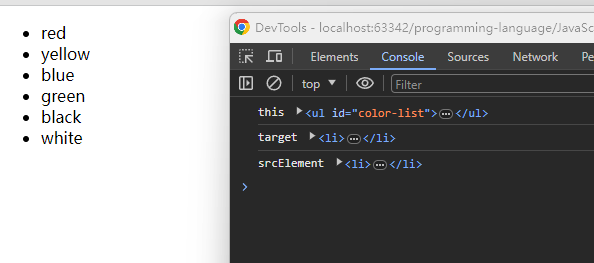 red
yellow
blue
green
black
white
DevTools - localhost:63342/programming-language/JavaSc
Elements Console Sources Network Pe
top Filter
this <ul id="color-list">⋯</ul>
target <li>⋯</li>
srcElement <li>⋯</li>